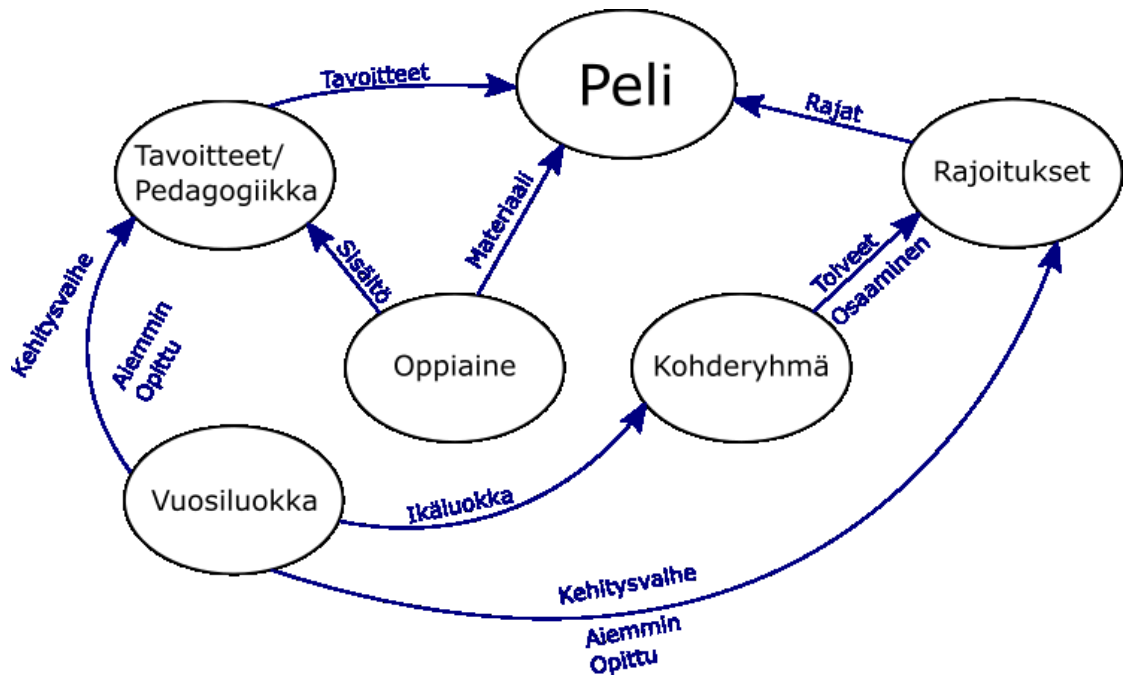 Peli
Tavoitteet
Rajat
Tavoitteet/
Pedagogiikka
Rajoitukset
Materiaali
Sisältö
Toiveet
Osaaminen
Kehitysvaihe
Aiemmin
Opittu
Oppiaine
Kohderyhmä
Vuosiluokka
Ikäluokka
Kehitysvaihe
Aiemmin
Opittu